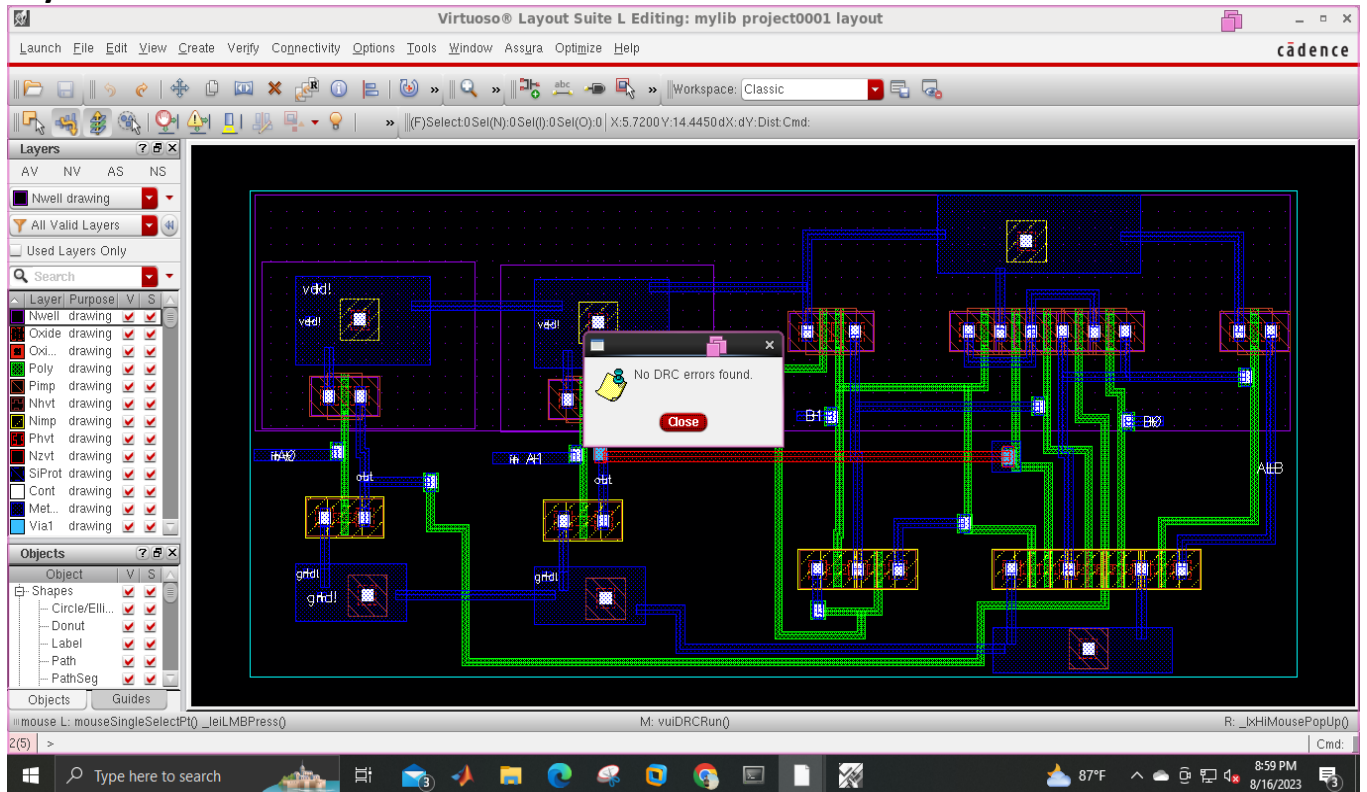 Virtuoso® Layout Suite L Editing: mylib project0001 layout
Launch File Edit View Create Verify Connectivity Options Tools Window Assura Optimize Help
cādence
» » » Workspace: Classic
» (F)Select:0 Sel(N):0 Sel(I):0 Sel(O):0 X:5.7200 Y:14.4450 dX: dY: Dist: Cmd:
Layers
AV NV AS NS
Nwell drawing
All Valid Layers
Used Layers Only
Search
Layer Purpose V S
Nwell drawing
Oxide drawing
Oxi... drawing
Poly drawing
Pimp drawing
Nhvt drawing
Nimp drawing
Phvt drawing
Nzvt drawing
SiProt drawing
Cont drawing
Met... drawing
Via1 drawing
Objects
Object V S
Shapes
Circle/Elli...
Donut
Label
Path
PathSeg
Objects Guides
vdd!
vdd!
vdd!
No DRC errors found.
Close
B1
B0
A0
in A1
out
out
ALB
gnd!
gnd!
gnd!
mouse L: mouseSingleSelectPt() _leiLMBPress() M: vuiDRCRun() R: _lxHiMousePopUp()
2(5) > Cmd:
Type here to search
3
87°F
8:59 PM
8/16/2023
3